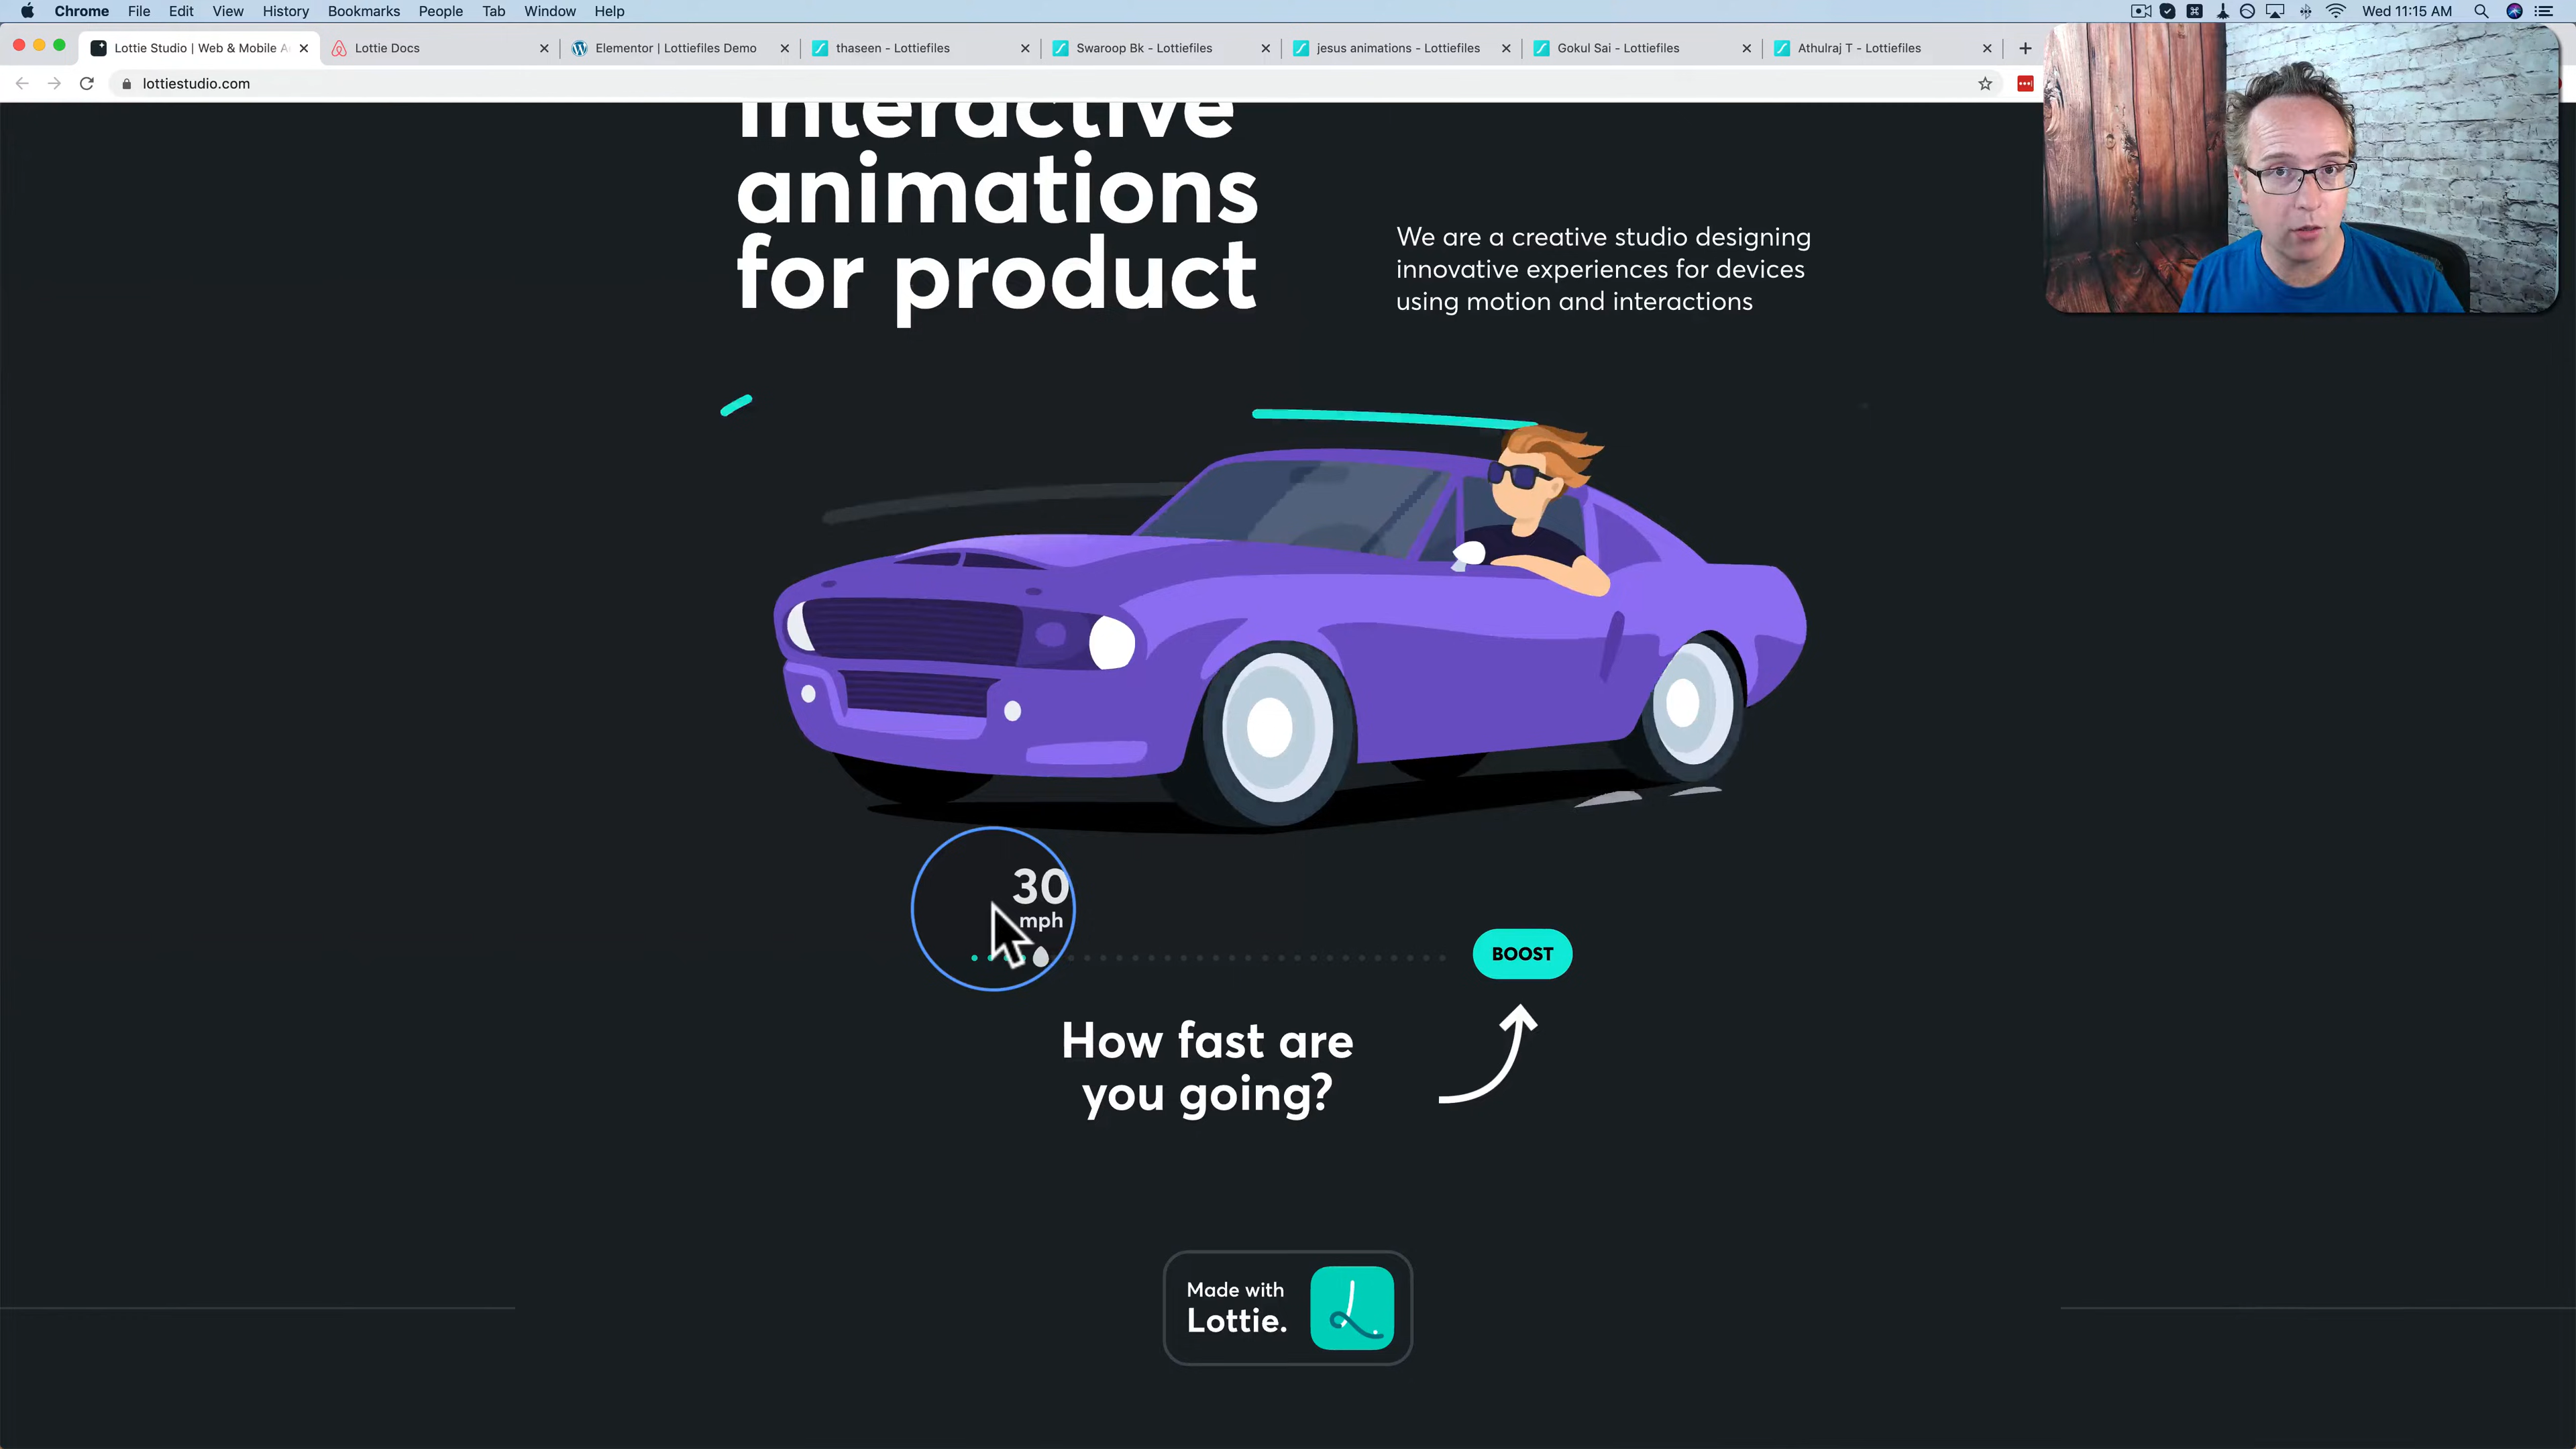 Chrome File Edit View History Bookmarks People Tab Window Help Wed 11:15 AM
Lottie Studio | Web & Mobile A
Lottie Docs
Elementor | Lottiefiles Demo
thaseen - Lottiefiles
Swaroop Bk - Lottiefiles
jesus animations - Lottiefiles
Gokul Sai - Lottiefiles
Athulraj T - Lottiefiles
lottiestudio.com
interactive
animations
for product
We are a creative studio designing
innovative experiences for devices
using motion and interactions
30
mph
BOOST
How fast are
you going?
Made with
Lottie.